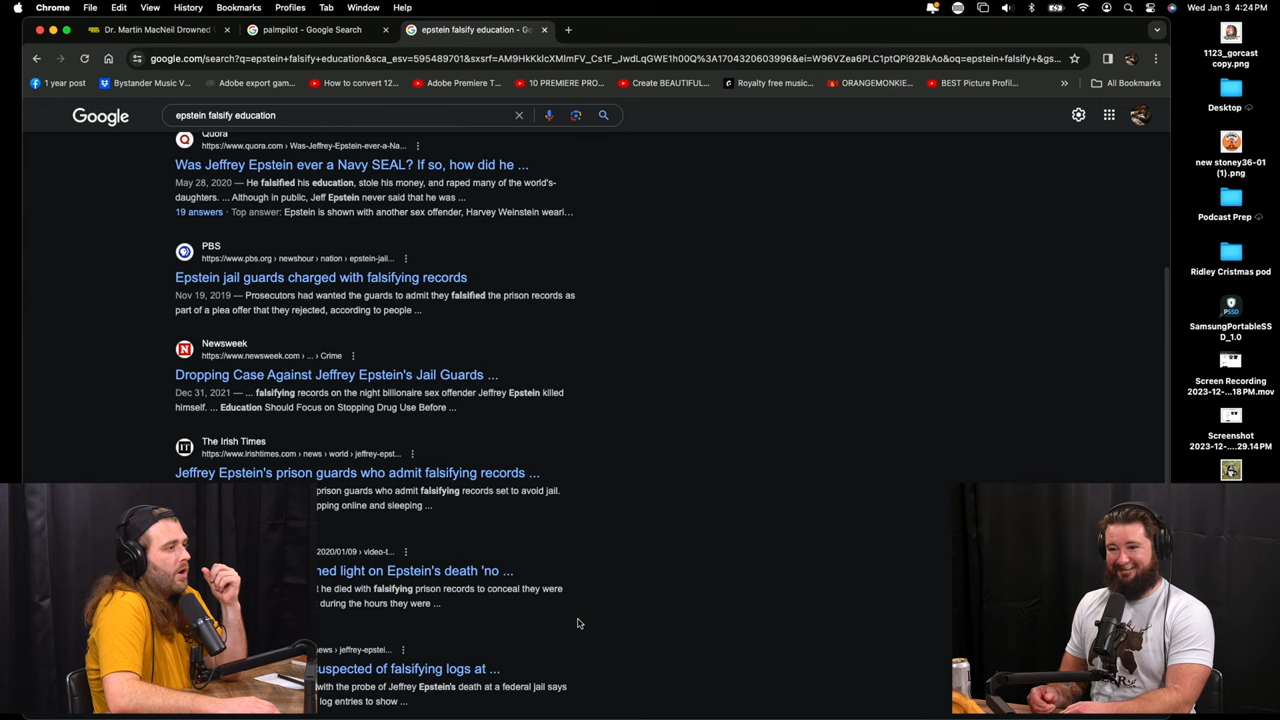 Chrome File Edit View History Bookmarks Profiles Tab Window Help
Wed Jan 3 4:24 PM
Dr. Martin MacNeil Drowned
palmpilot - Google Search
epstein falsify education - Go
google.com/search?q=epstein+falsify+education&sca_esv=595489701&sxsrf=
1 year post
Bystander Music V...
Adobe export gam...
How to convert 12...
Adobe Premiere T...
10 PREMIERE PRO...
Create BEAUTIFUL...
Royalty free music...
ORANGEMONKIE...
BEST Picture Profil...
All Bookmarks
Google
epstein falsify education
Quora
https://www.quora.com › Was-Jeffrey-Epstein-ever-a-Na...
Was Jeffrey Epstein ever a Navy SEAL? If so, how did he ...
May 28, 2020 — He falsified his education, stole his money, and raped many of the world's-
daughters. ... Although in public, Jeff Epstein never said that he was ...
19 answers · Top answer: Epstein is shown with another sex offender, Harvey Weinstein weari...
PBS
https://www.pbs.org › newshour › nation › epstein-jail...
Epstein jail guards charged with falsifying records
Nov 19, 2019 — Prosecutors had wanted the guards to admit they falsified the prison records as
part of a plea offer that they rejected, according to people ...
Newsweek
https://www.newsweek.com › ... › Crime
Dropping Case Against Jeffrey Epstein's Jail Guards ...
Dec 31, 2021 — ... falsifying records on the night billionaire sex offender Jeffrey Epstein killed
himself. ... Education Should Focus on Stopping Drug Use Before ...
The Irish Times
https://www.irishtimes.com › news › world › jeffrey-epst...
Jeffrey Epstein's prison guards who admit falsifying records ...
prison guards who admit falsifying records set to avoid jail.
pping online and sleeping ...
2020/01/09 › video-t...
ned light on Epstein's death 'no ...
t he died with falsifying prison records to conceal they were
during the hours they were ...
news › jeffrey-epstei...
suspected of falsifying logs at ...
with the probe of Jeffrey Epstein's death at a federal jail says
log entries to show ...
1123_gorcast
copy.png
Desktop
new stoney36-01
(1).png
Podcast Prep
Ridley Cristmas pod
PSSD
SamsungPortableSS
D_1.0
Screen Recording
2023-12-...18 PM.mov
Screenshot
2023-12-...29.14 PM